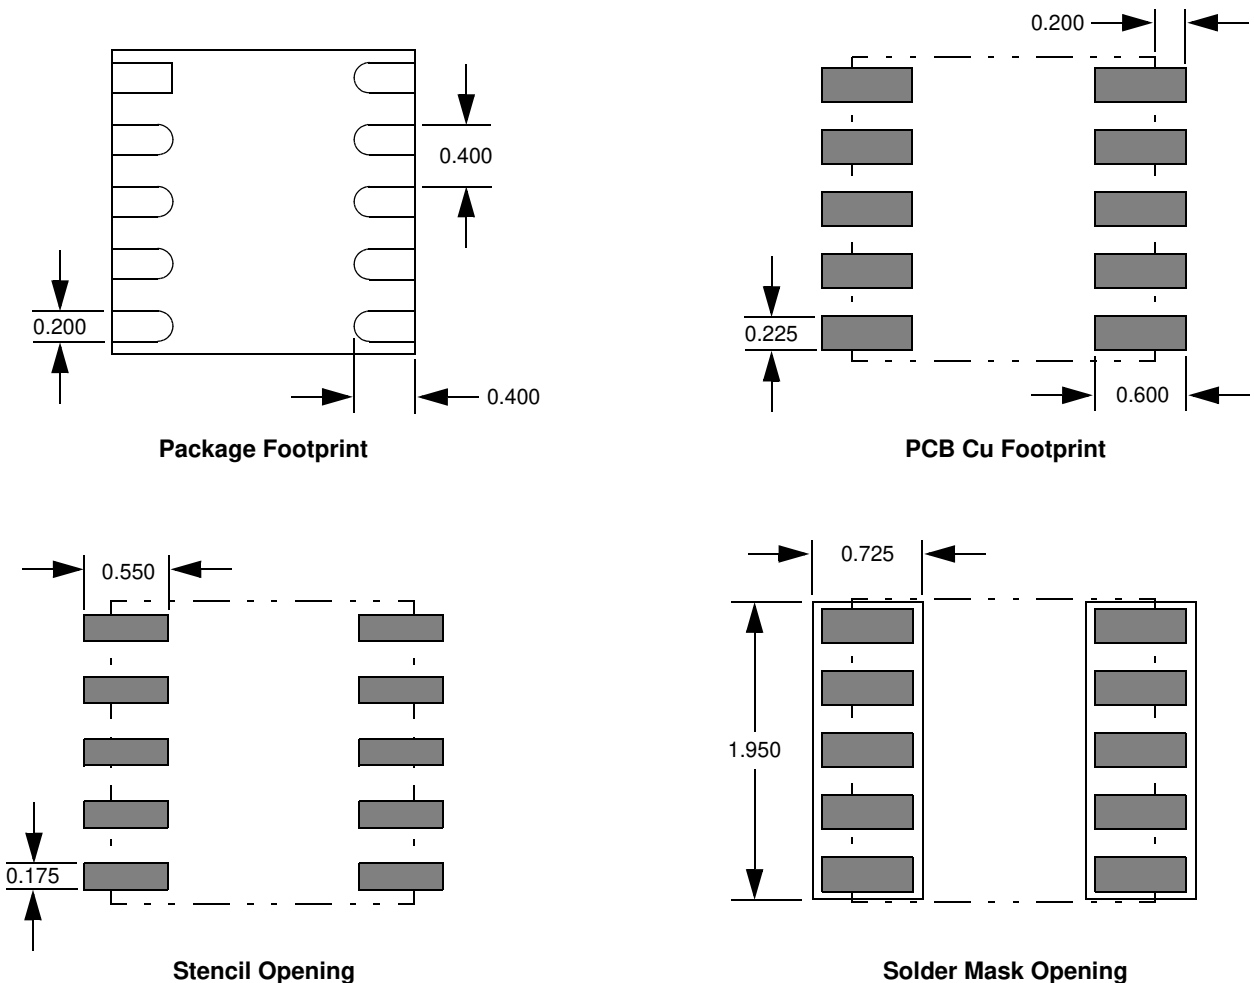 0.200
0.400
0.200
0.225
0.400
0.600
Package Footprint
PCB Cu Footprint
0.550
0.725
1.950
0.175
Stencil Opening
Solder Mask Opening